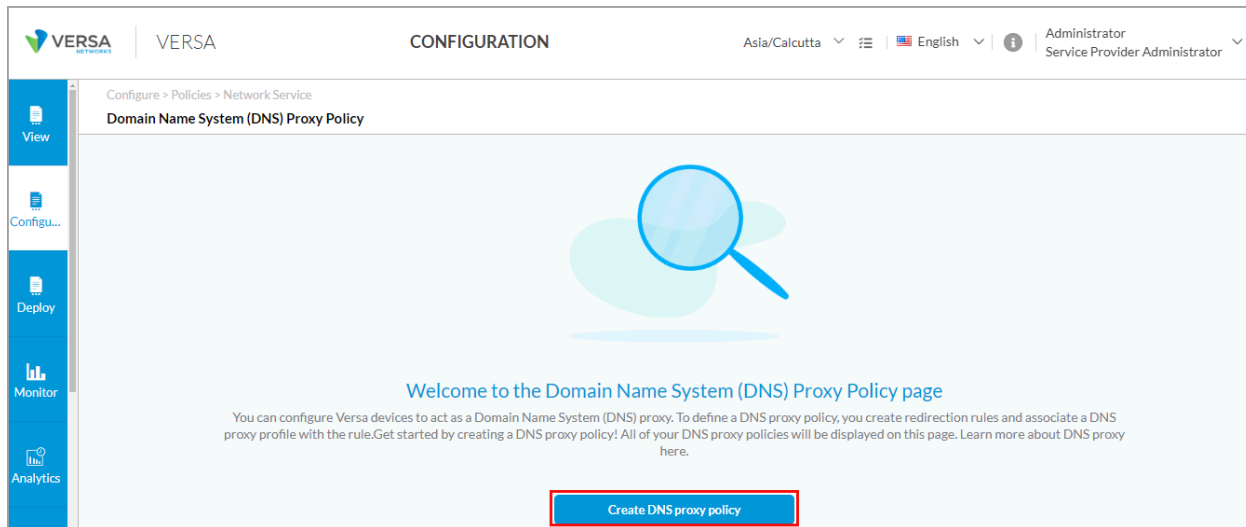 VERSA
NETWORKS
VERSA
CONFIGURATION
Asia/Calcutta
English
Administrator
Service Provider Administrator
View
Configu...
Deploy
Monitor
Analytics
Configure > Policies > Network Service
Domain Name System (DNS) Proxy Policy
Welcome to the Domain Name System (DNS) Proxy Policy page
You can configure Versa devices to act as a Domain Name System (DNS) proxy. To define a DNS proxy policy, you create redirection rules and associate a DNS
proxy profile with the rule.Get started by creating a DNS proxy policy! All of your DNS proxy policies will be displayed on this page. Learn more about DNS proxy
here.
Create DNS proxy policy